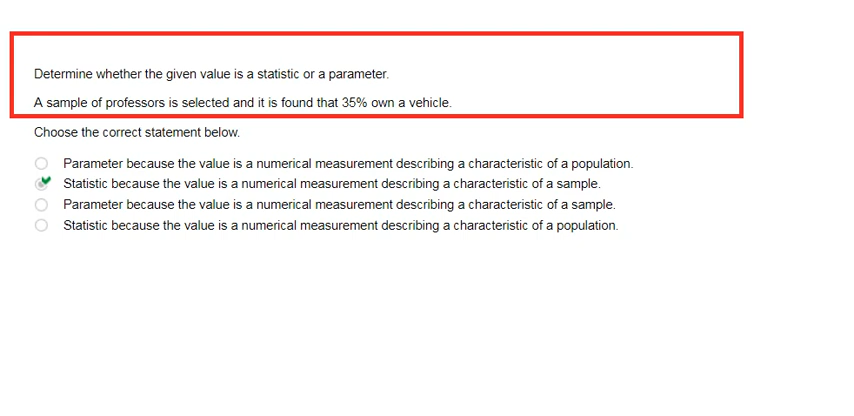 Determine whether the given value is a statistic or a parameter.
A sample of professors is selected and it is found that 35% own a vehicle.
Choose the correct statement below.
Parameter because the value is a numerical measurement describing a characteristic of a population.
Statistic because the value is a numerical measurement describing a characteristic of a sample.
Parameter because the value is a numerical measurement describing a characteristic of a sample.
Statistic because the value is a numerical measurement describing a characteristic of a population.